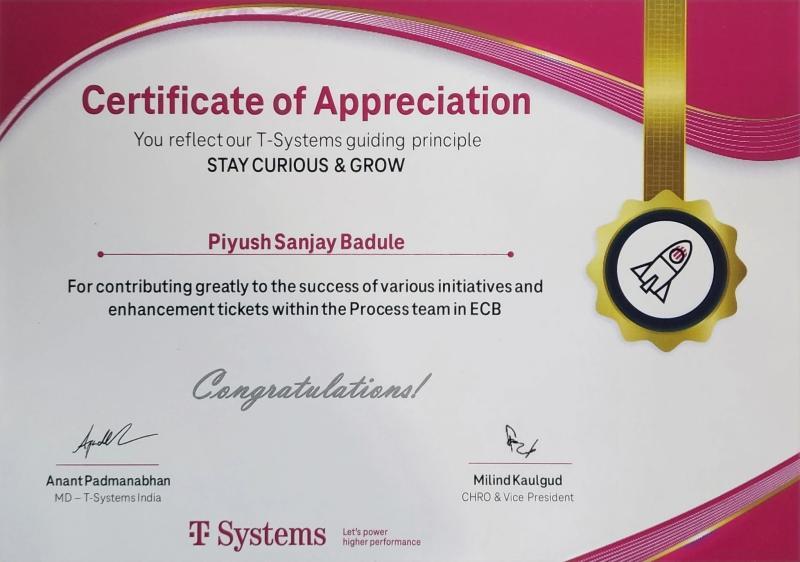 Certificate of Appreciation
You reflect our T-Systems guiding principle
STAY CURIOUS & GROW
Piyush Sanjay Badule
For contributing greatly to the success of various initiatives and
enhancement tickets within the Process team in ECB
Congratulations!
Anant Padmanabhan
MD – T-Systems India
Milind Kaulgud
CHRO & Vice President
T Systems
Let's power
higher performance